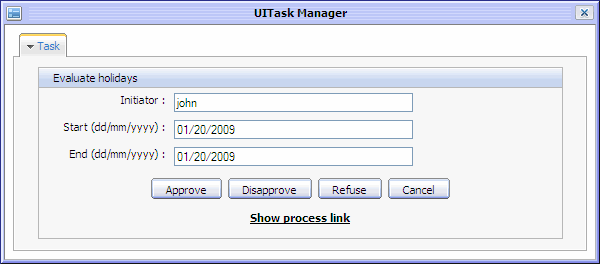 UITask Manager
Task
Evaluate holidays
Initiator : john
Start (dd/mm/yyyy) : 01/20/2009
End (dd/mm/yyyy) : 01/20/2009
Approve Disapprove Refuse Cancel
Show process link